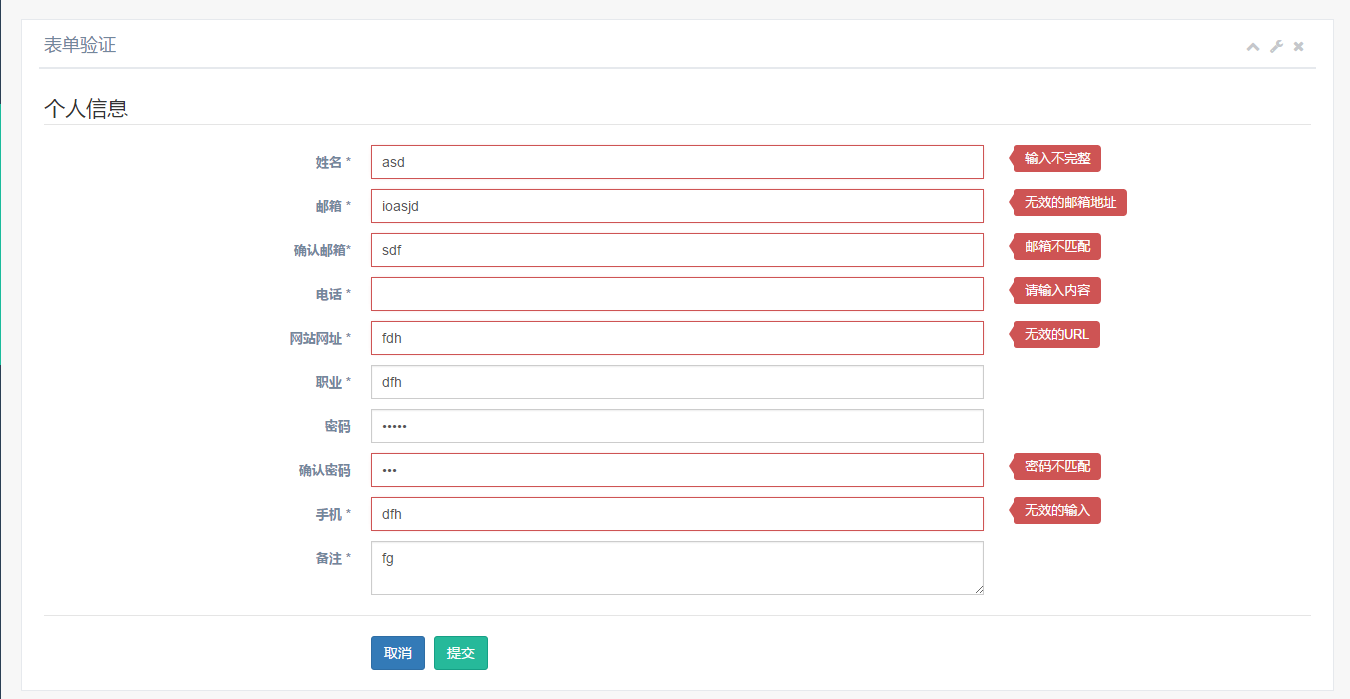 表单验证
个人信息
姓名 * asd 输入不完整
邮箱 * ioasjd 无效的邮箱地址
确认邮箱* sdf 邮箱不匹配
电话 * 请输入内容
网站网址 * fdh 无效的URL
职业 * dfh
密码 •••••
确认密码 ••• 密码不匹配
手机 * dfh 无效的输入
备注 * fg
取消 提交